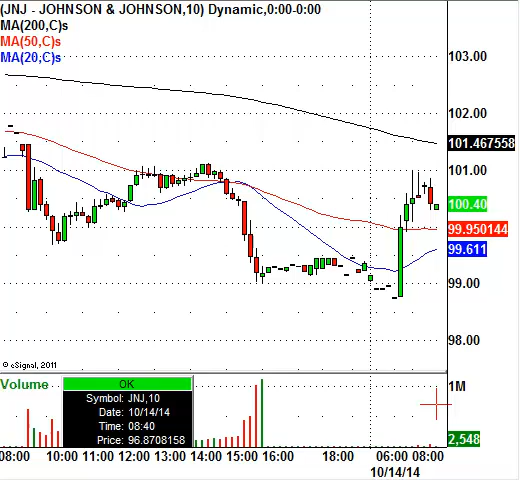 (JNJ - JOHNSON & JOHNSON,10) Dynamic,0:00-0:00
MA(200,C)s
MA(50,C)s
MA(20,C)s
103.00
102.00
101.467558
101.00
100.40
99.950144
99.611
99.00
98.00
© eSignal, 2011
Volume
OK
Symbol: JNJ,10
Date: 10/14/14
Time: 08:40
Price: 96.8708158
1M
2,548
08:00 10:00 11:00 12:00 13:00 14:00 15:00 16:00 18:00 06:00 08:00
10/14/14